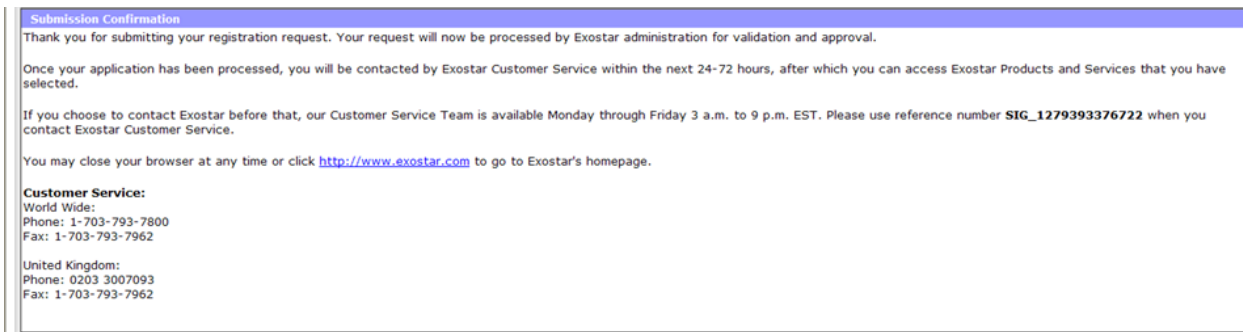 Submission Confirmation
Thank you for submitting your registration request. Your request will now be processed by Exostar administration for validation and approval.
Once your application has been processed, you will be contacted by Exostar Customer Service within the next 24-72 hours, after which you can access Exostar Products and Services that you have
selected.
If you choose to contact Exostar before that, our Customer Service Team is available Monday through Friday 3 a.m. to 9 p.m. EST. Please use reference number SIG_1279393376722 when you
contact Exostar Customer Service.
You may close your browser at any time or click http://www.exostar.com to go to Exostar's homepage.
Customer Service:
World Wide:
Phone: 1-703-793-7800
Fax: 1-703-793-7962
United Kingdom:
Phone: 0203 3007093
Fax: 1-703-793-7962